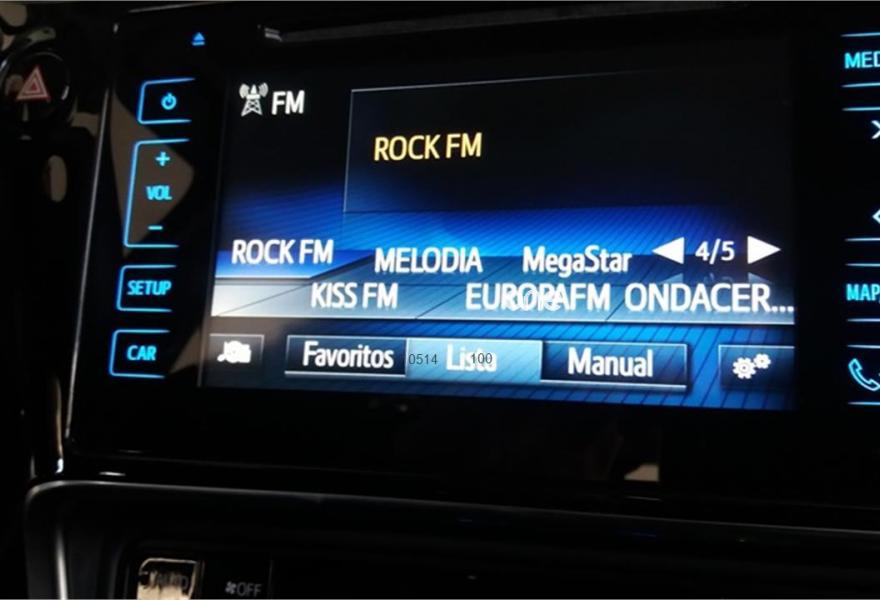 MED
FM
ROCK FM
+
VOL
-
ROCK FM MELODIA MegaStar 4/5
SETUP KISS FM EUROPAFM ONDACER... MAP
CAR Favoritos 0514 Lista 100 Manual
OFF